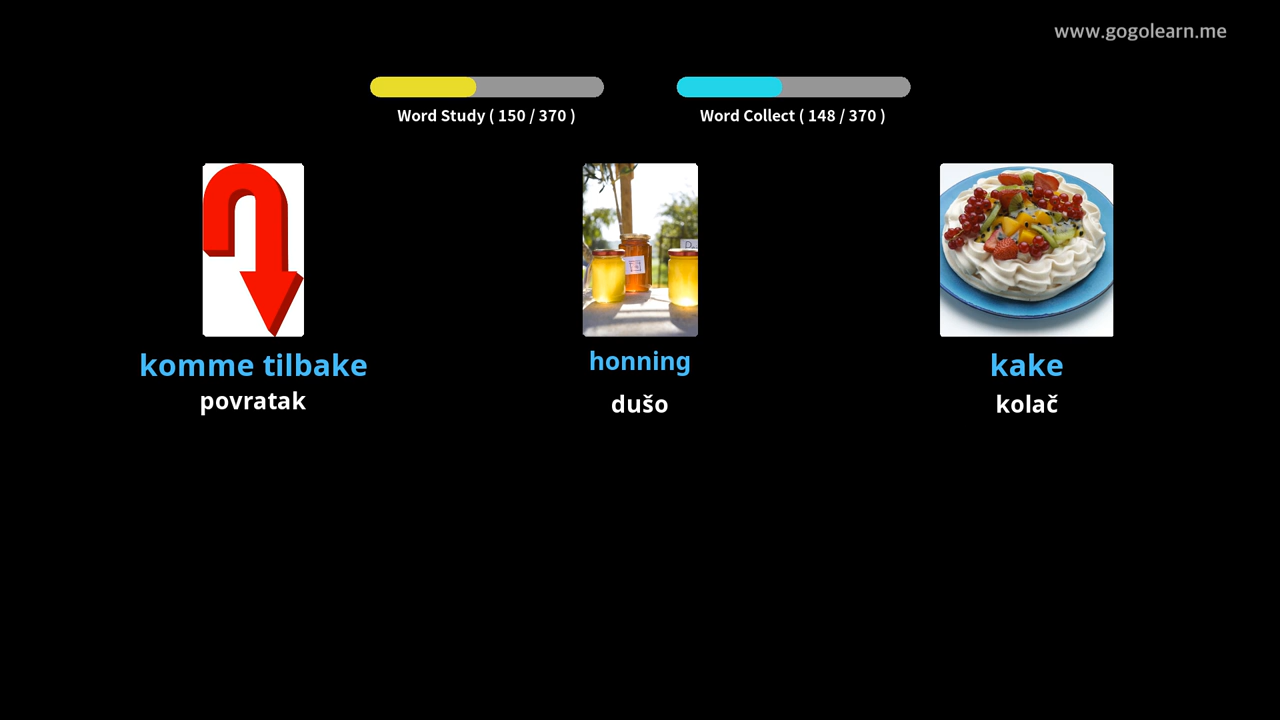 www.gogolearn.me
Word Study ( 150 / 370 )
Word Collect ( 148 / 370 )
komme tilbake
honning
kake
povratak
dušo
kolač